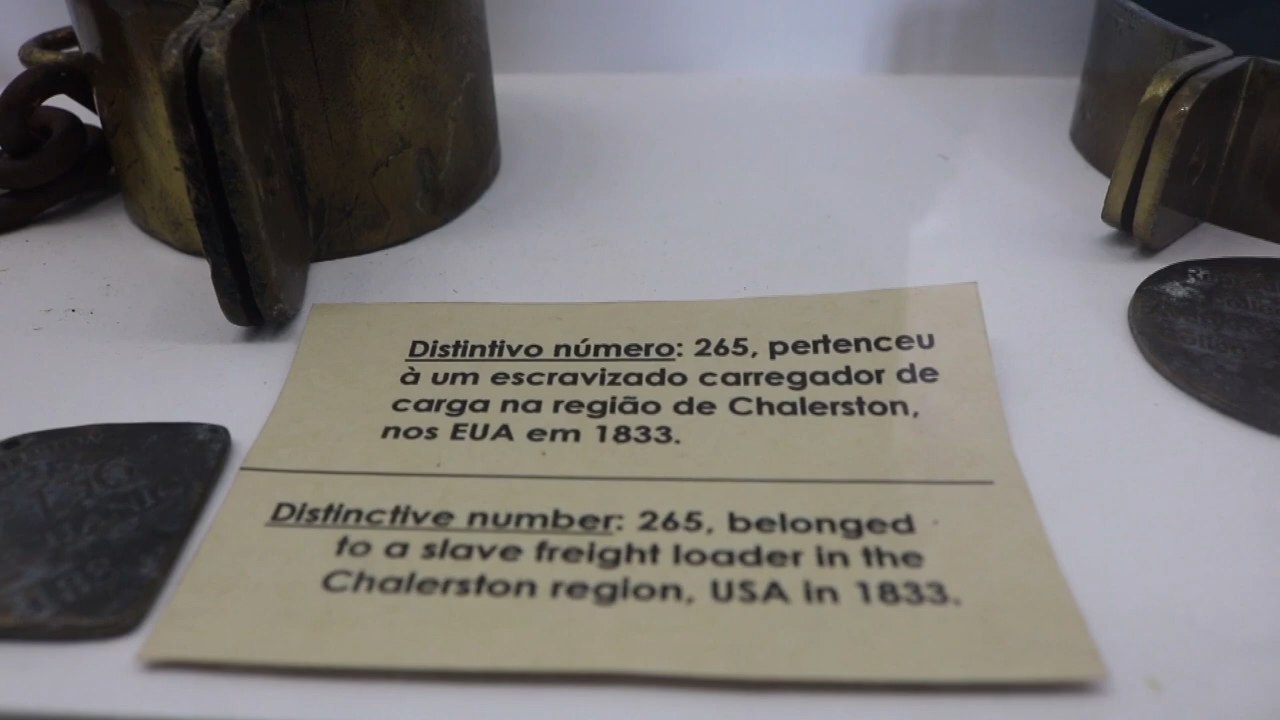 Distintivo número: 265, pertenceu
à um escravizado carregador de
carga na região de Chalerston,
nos EUA em 1833.
Distinctive number: 265, belonged
to a slave freight loader in the
Chalerston region, USA in 1833.